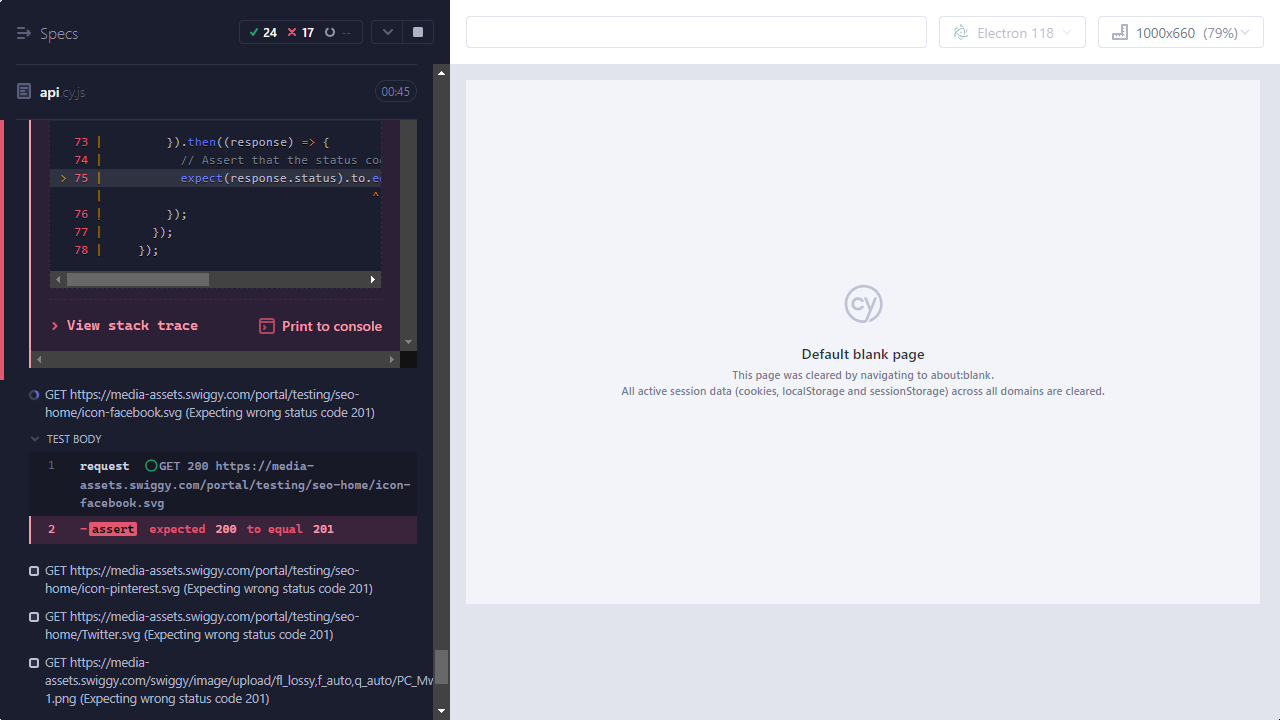 Specs
24 17 --
Electron 118
1000x660 (79%)
api.cy.js
00:45
73 | }).then((response) => {
74 | // Assert that the status
> 75 | expect(response.status).to.
| ^
76 | });
77 | });
78 | });
View stack trace
Print to console
GET https://media-assets.swiggy.com/portal/testing/seo-
home/icon-facebook.svg (Expecting wrong status code 201)
TEST BODY
1 request GET 200 https://media-
assets.swiggy.com/portal/testing/seo-home/icon-
facebook.svg
2 -assert expected 200 to equal 201
GET https://media-assets.swiggy.com/portal/testing/seo-
home/icon-pinterest.svg (Expecting wrong status code 201)
GET https://media-assets.swiggy.com/portal/testing/seo-
home/Twitter.svg (Expecting wrong status code 201)
GET https://media-
assets.swiggy.com/swiggy/image/upload/fl_lossy,f_auto,q_auto/PC_Mw
1.png (Expecting wrong status code 201)
cy
Default blank page
This page was cleared by navigating to about:blank.
All active session data (cookies, localStorage and sessionStorage) across all domains are cleared.